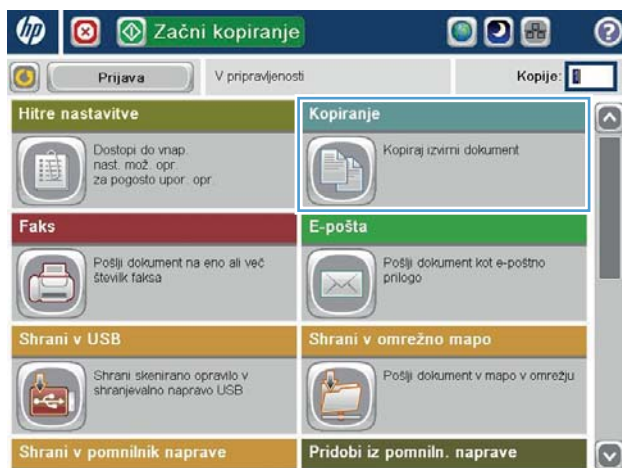 hp
Začni kopiranje
?
Prijava
V pripravljenosti
Kopije:
Hitre nastavitve
Dostopi do vnap.
nast. mož. opr.
za pogosto upor. opr.
Kopiranje
Kopiraj izvirni dokument
Faks
Pošlji dokument na eno ali več
številk faksa
E-pošta
Pošlji dokument kot e-poštno
prilogo
Shrani v USB
Shrani skenirano opravilo v
shranjevalno napravo USB
Shrani v omrežno mapo
Pošlji dokument v mapo v omrežju
Shrani v pomnilnik naprave
Pridobi iz pomniln. naprave